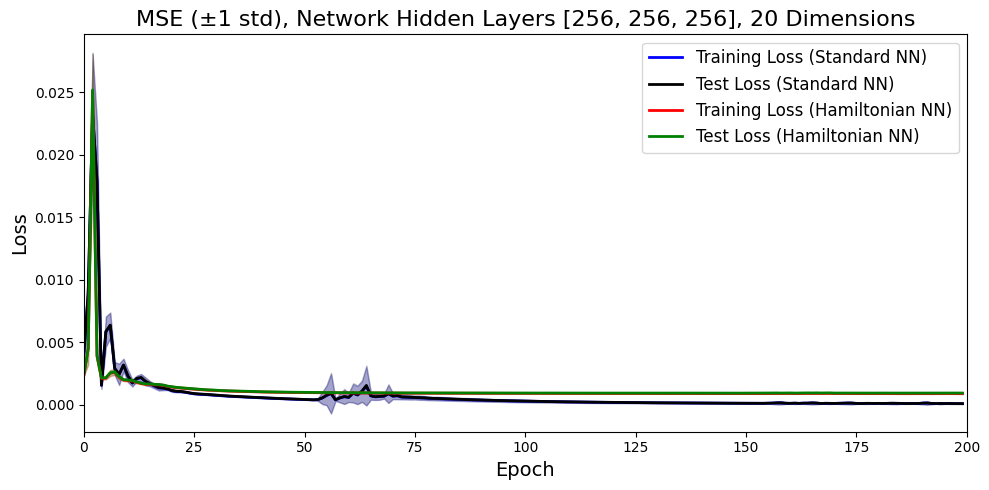 MSE (±1 std), Network Hidden Layers [256, 256, 256], 20 Dimensions
Training Loss (Standard NN)
Test Loss (Standard NN)
Training Loss (Hamiltonian NN)
Test Loss (Hamiltonian NN)
Loss
0.025
0.020
0.015
0.010
0.005
0.000
0 25 50 75 100 125 150 175 200
Epoch